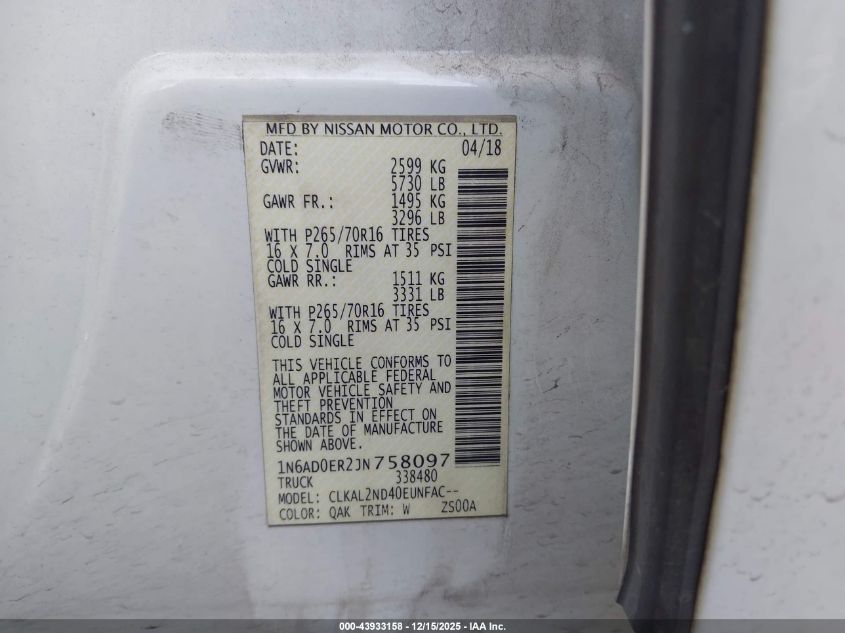 MFD BY NISSAN MOTOR CO., LTD.
DATE: 04/18
GVWR: 2599 KG
5730 LB
GAWR FR.: 1495 KG
3296 LB
WITH P265/70R16 TIRES
16 X 7.0 RIMS AT 35 PSI
COLD SINGLE
GAWR RR.: 1511 KG
3331 LB
WITH P265/70R16 TIRES
16 X 7.0 RIMS AT 35 PSI
COLD SINGLE
THIS VEHICLE CONFORMS TO
ALL APPLICABLE FEDERAL
MOTOR VEHICLE SAFETY AND
THEFT PREVENTION
STANDARDS IN EFFECT ON
THE DATE OF MANUFACTURE
SHOWN ABOVE.
1N6AD0ER2JN758097
TRUCK 338480
MODEL: CLKAL2ND40EUNFAC--
COLOR: QAK TRIM: W ZS00A
000-43933158 - 12/15/2025 - IAA Inc.